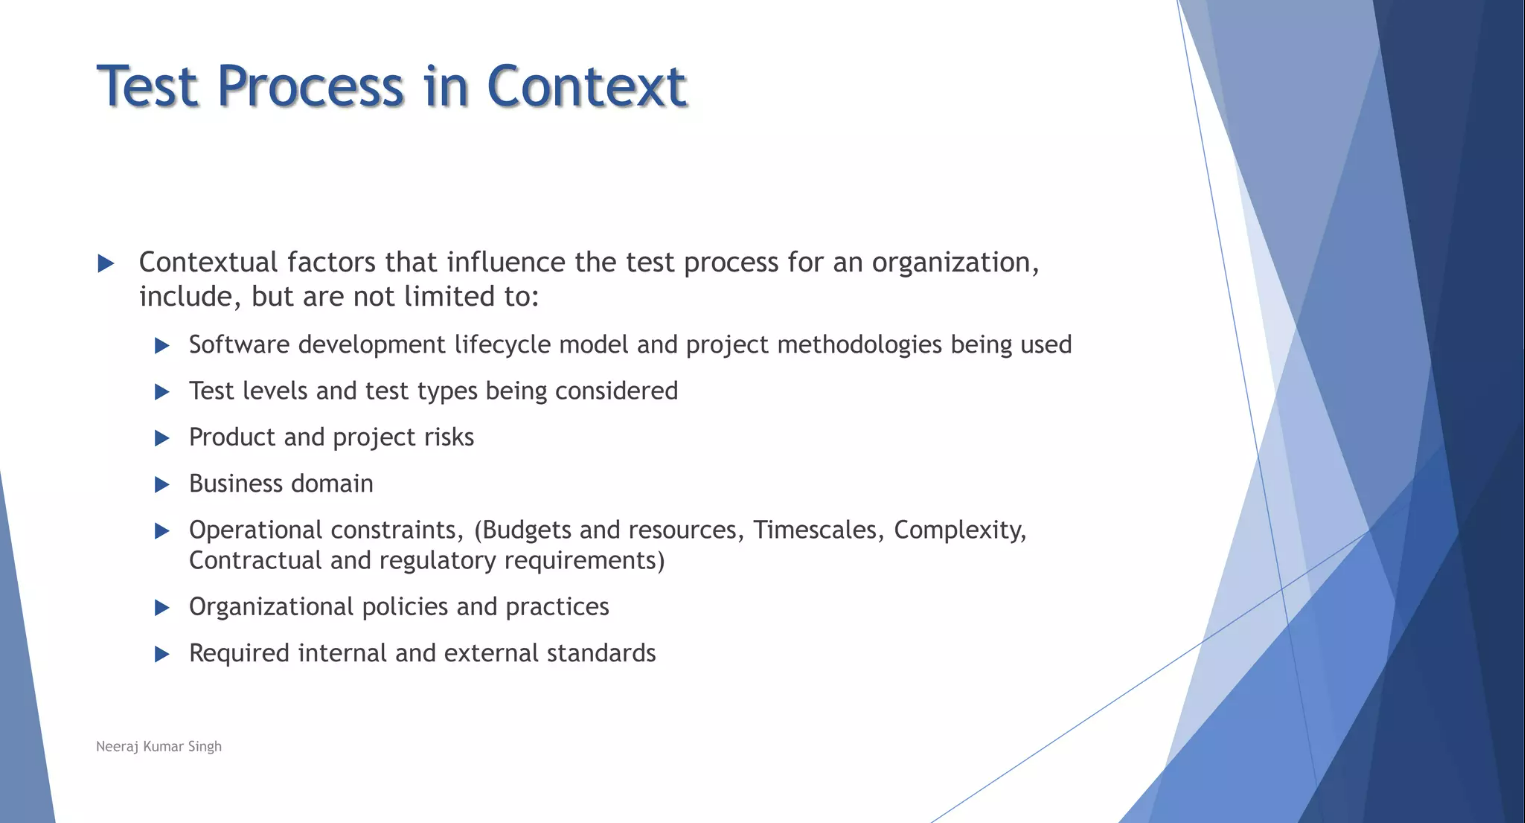 Test Process in Context
Contextual factors that influence the test process for an organization,
include, but are not limited to:
Software development lifecycle model and project methodologies being used
Test levels and test types being considered
Product and project risks
Business domain
Operational constraints, (Budgets and resources, Timescales, Complexity,
Contractual and regulatory requirements)
Organizational policies and practices
Required internal and external standards
Neeraj Kumar Singh